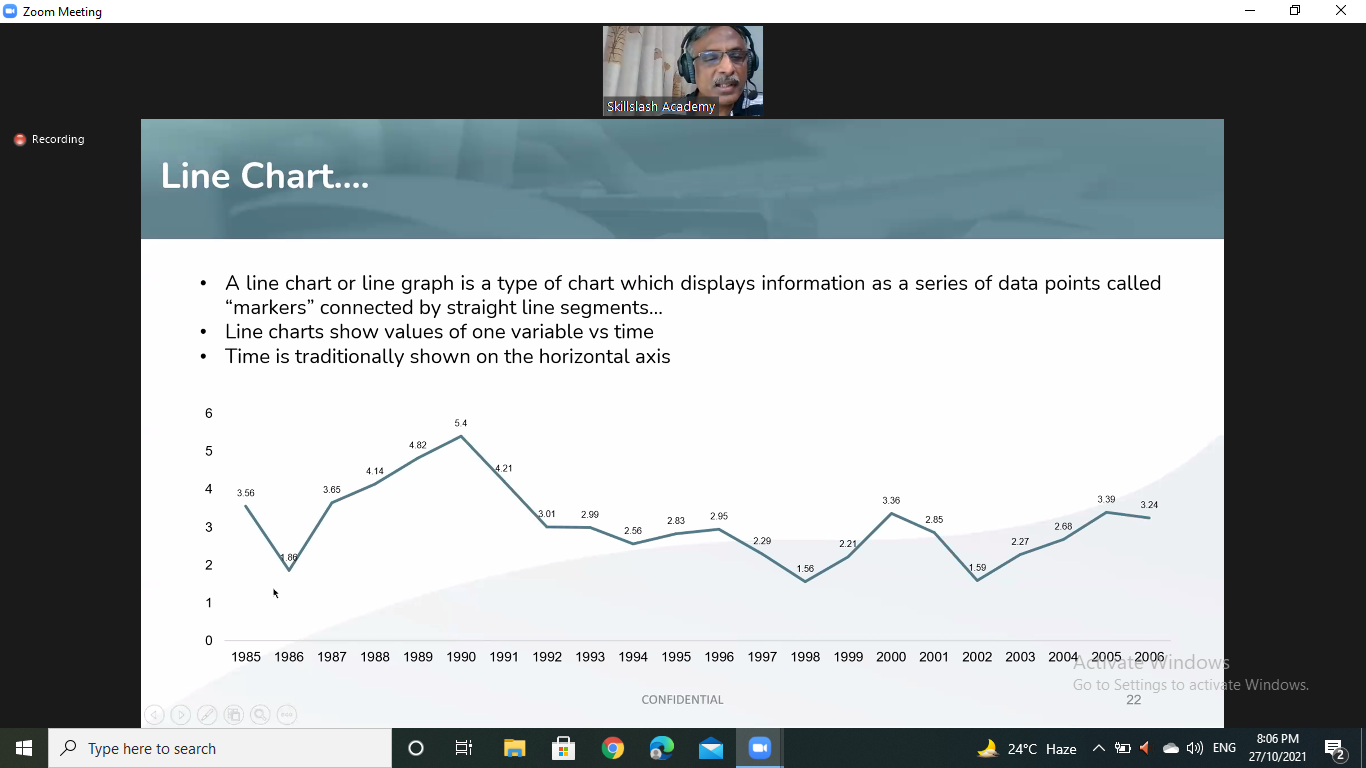 Zoom Meeting
Skillslash Academy
Recording
Line Chart....
• A line chart or line graph is a type of chart which displays information as a series of data points called
“markers” connected by straight line segments...
• Line charts show values of one variable vs time
• Time is traditionally shown on the horizontal axis
6
5
4
3
2
1
0
3.56
1.86
3.65
4.14
4.82
5.4
4.21
3.01
2.99
2.56
2.83
2.95
2.29
1.56
2.21
3.36
2.85
1.59
2.27
2.68
3.39
3.24
1985 1986 1987 1988 1989 1990 1991 1992 1993 1994 1995 1996 1997 1998 1999 2000 2001 2002 2003 2004 2005 2006
Activate Windows
Go to Settings to activate Windows.
CONFIDENTIAL
22
Type here to search
24°C Haze
ENG
8:06 PM
27/10/2021
2